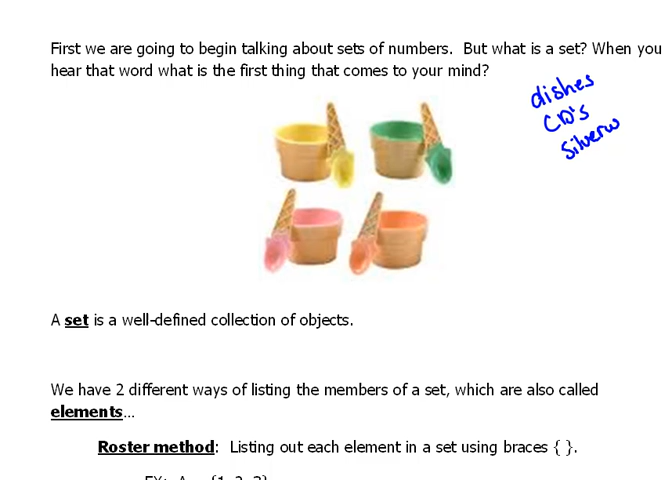 First we are going to begin talking about sets of numbers. But what is a set? When you
hear that word what is the first thing that comes to your mind?
dishes
CD's
Silverw
A set is a well-defined collection of objects.
We have 2 different ways of listing the members of a set, which are also called
elements...
Roster method: Listing out each element in a set using braces { }.